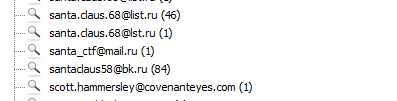 santa.claus.68@list.ru (46)
santa.claus.68@lst.ru (1)
santa_ctf@mail.ru (1)
santaclaus58@bk.ru (84)
scott.hammersley@covenanteyes.com (1)